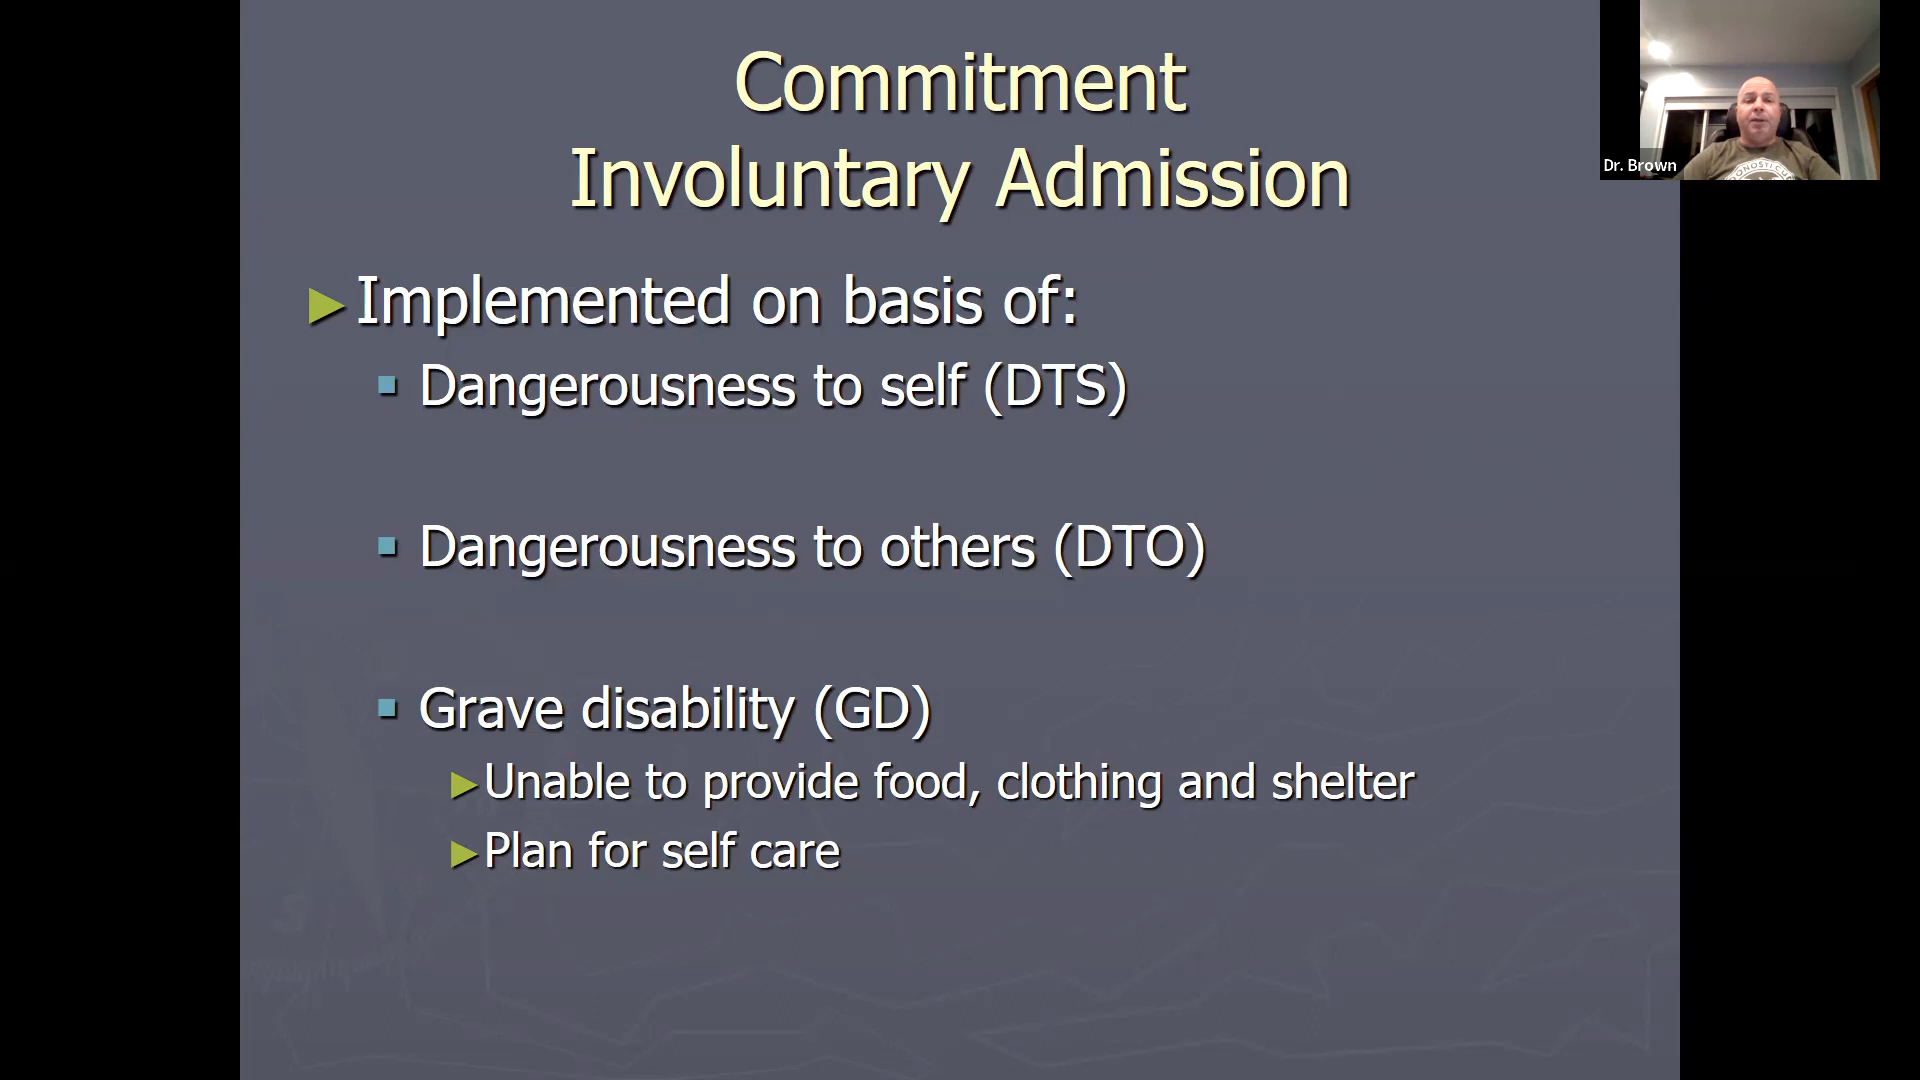 Commitment
Involuntary Admission
►Implemented on basis of:
▪ Dangerousness to self (DTS)
▪ Dangerousness to others (DTO)
▪ Grave disability (GD)
►Unable to provide food, clothing and shelter
►Plan for self care
Dr. Brown